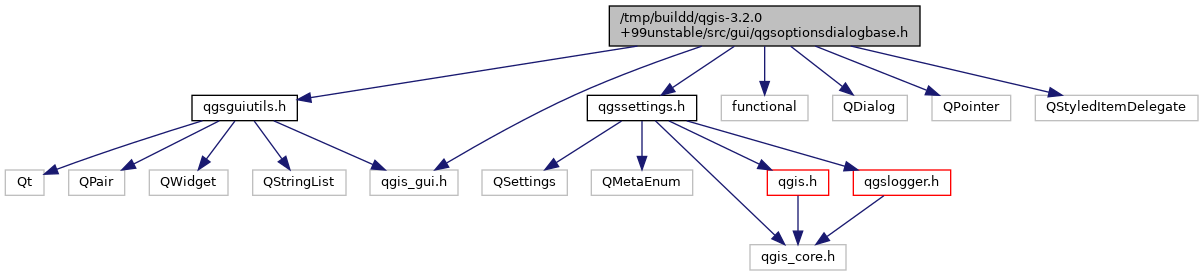 /tmp/buildd/qgis-3.2.0
+99unstable/src/gui/qgsoptionsdialogbase.h
qgsguiutils.h
qgssettings.h
functional
QDialog
QPointer
QStyledItemDelegate
Qt
QPair
QWidget
QStringList
qgis_gui.h
QSettings
QMetaEnum
qgis.h
qgslogger.h
qgis_core.h